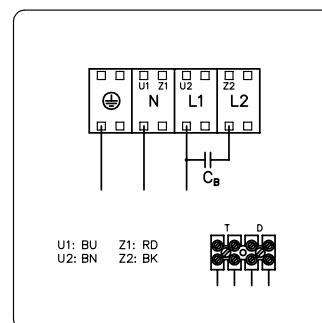 U1 Z1 U2 Z2
N L1 L2
C_B
T D
U1: BU Z1: RD
U2: BN Z2: BK